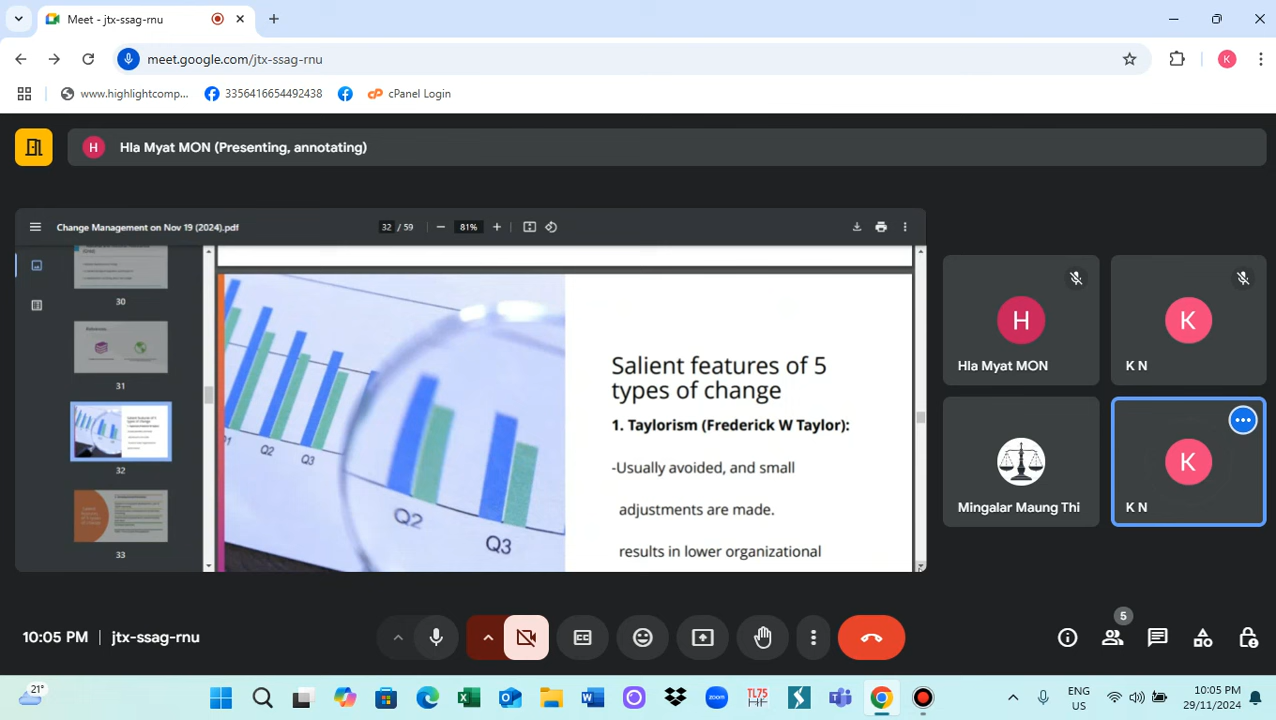 Meet - jtx-ssag-rnu
meet.google.com/jtx-ssag-rnu
www.highlightcomp...
3356416654492438
cPanel Login
K
H
Hla Myat MON (Presenting, annotating)
Change Management on Nov 19 (2024).pdf
32 / 59
81%
30
31
32
33
Q2
Q3
Q2
Q3
Salient features of 5
types of change
1. Taylorism (Frederick W Taylor):
-Usually avoided, and small
adjustments are made.
results in lower organizational
H
Hla Myat MON
K
K N
Mingalar Maung Thi
K
K N
10:05 PM
jtx-ssag-rnu
5
21°
zoom
TL75
ENG
US
10:05 PM
29/11/2024